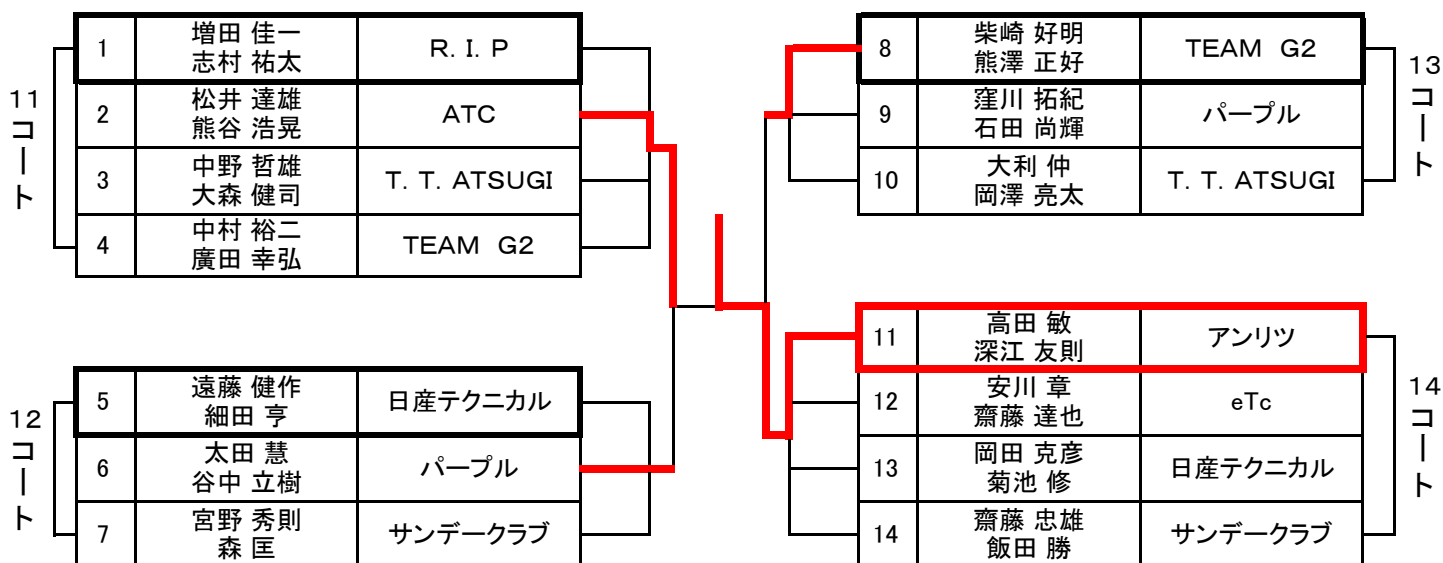 11コート
1 増田 佳一 R. I. P
志村 祐太
2 松井 達雄 ATC
熊谷 浩晃
3 中野 哲雄 T. T. ATSUGI
大森 健司
4 中村 裕二 TEAM G2
廣田 幸弘
12コート
5 遠藤 健作 日産テクニカル
細田 亨
6 太田 慧 パープル
谷中 立樹
7 宮野 秀則 サンデークラブ
森 匡
13コート
8 柴崎 好明 TEAM G2
熊澤 正好
9 窪川 拓紀 パープル
石田 尚輝
10 大利 仲 T. T. ATSUGI
岡澤 亮太
14コート
11 高田 敏 アンリツ
深江 友則
12 安川 章 eTc
齋藤 達也
13 岡田 克彦 日産テクニカル
菊池 修
14 齋藤 忠雄 サンデークラブ
飯田 勝